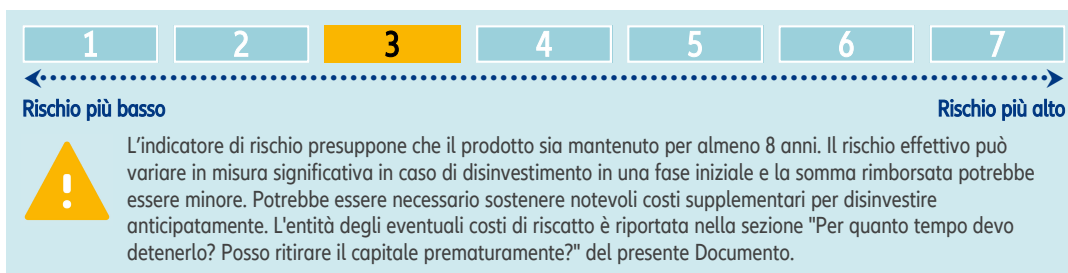 1 2 3 4 5 6 7
Rischio più basso Rischio più alto
L'indicatore di rischio presuppone che il prodotto sia mantenuto per almeno 8 anni. Il rischio effettivo può
variare in misura significativa in caso di disinvestimento in una fase iniziale e la somma rimborsata potrebbe
essere minore. Potrebbe essere necessario sostenere notevoli costi supplementari per disinvestire
anticipatamente. L'entità degli eventuali costi di riscatto è riportata nella sezione "Per quanto tempo devo
detenerlo? Posso ritirare il capitale prematuramente?" del presente Documento.